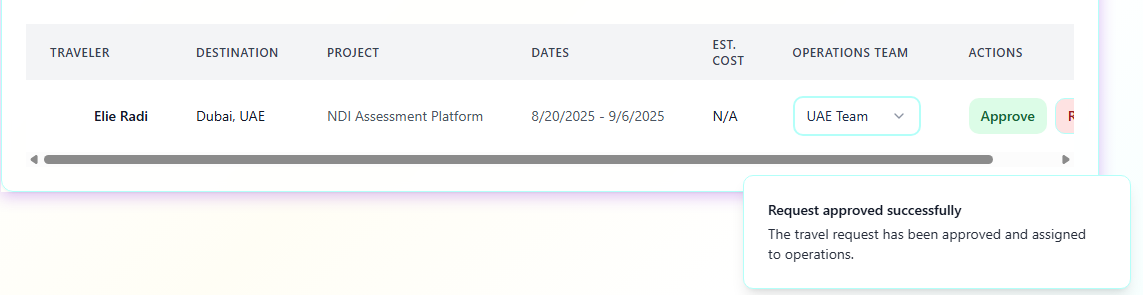 TRAVELER DESTINATION PROJECT DATES EST. COST OPERATIONS TEAM ACTIONS
Elie Radi Dubai, UAE NDI Assessment Platform 8/20/2025 - 9/6/2025 N/A UAE Team Approve
Request approved successfully
The travel request has been approved and assigned
to operations.